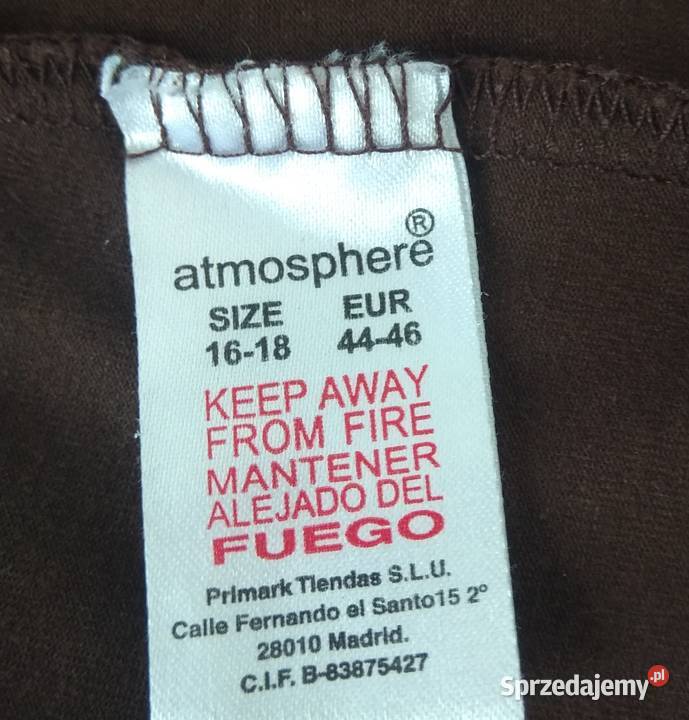 atmosphere®
SIZE EUR
16-18 44-46
KEEP AWAY
FROM FIRE
MANTENER
ALEJADO DEL
FUEGO
Primark Tiendas S.L.U.
Calle Fernando el Santo15 2º
28010 Madrid.
C.I.F. B-83875427
Sprzedajemy.pl